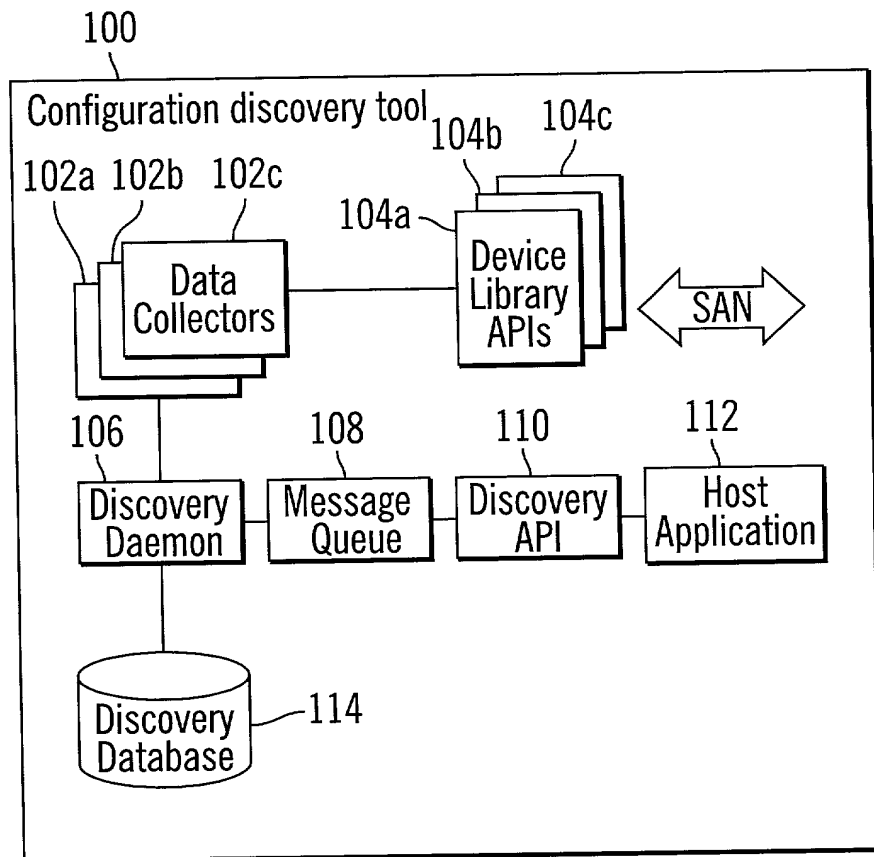 100
Configuration discovery tool
102a 102b 102c
104a 104b 104c
Data
Collectors
Device
Library
APIs
SAN
106
108
110
112
Discovery
Daemon
Message
Queue
Discovery
API
Host
Application
Discovery
Database
114